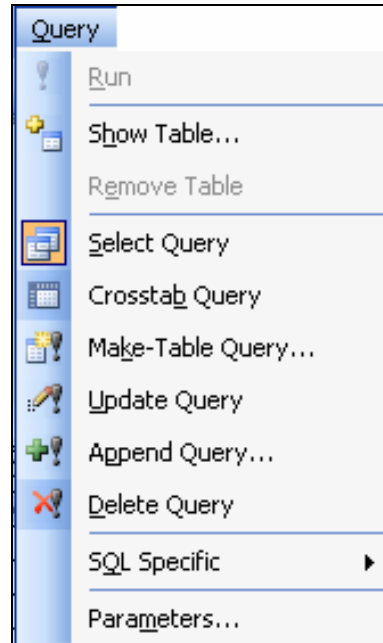 Query
Run
Show Table...
Remove Table
Select Query
Crosstab Query
Make-Table Query...
Update Query
Append Query...
Delete Query
SQL Specific
Parameters...